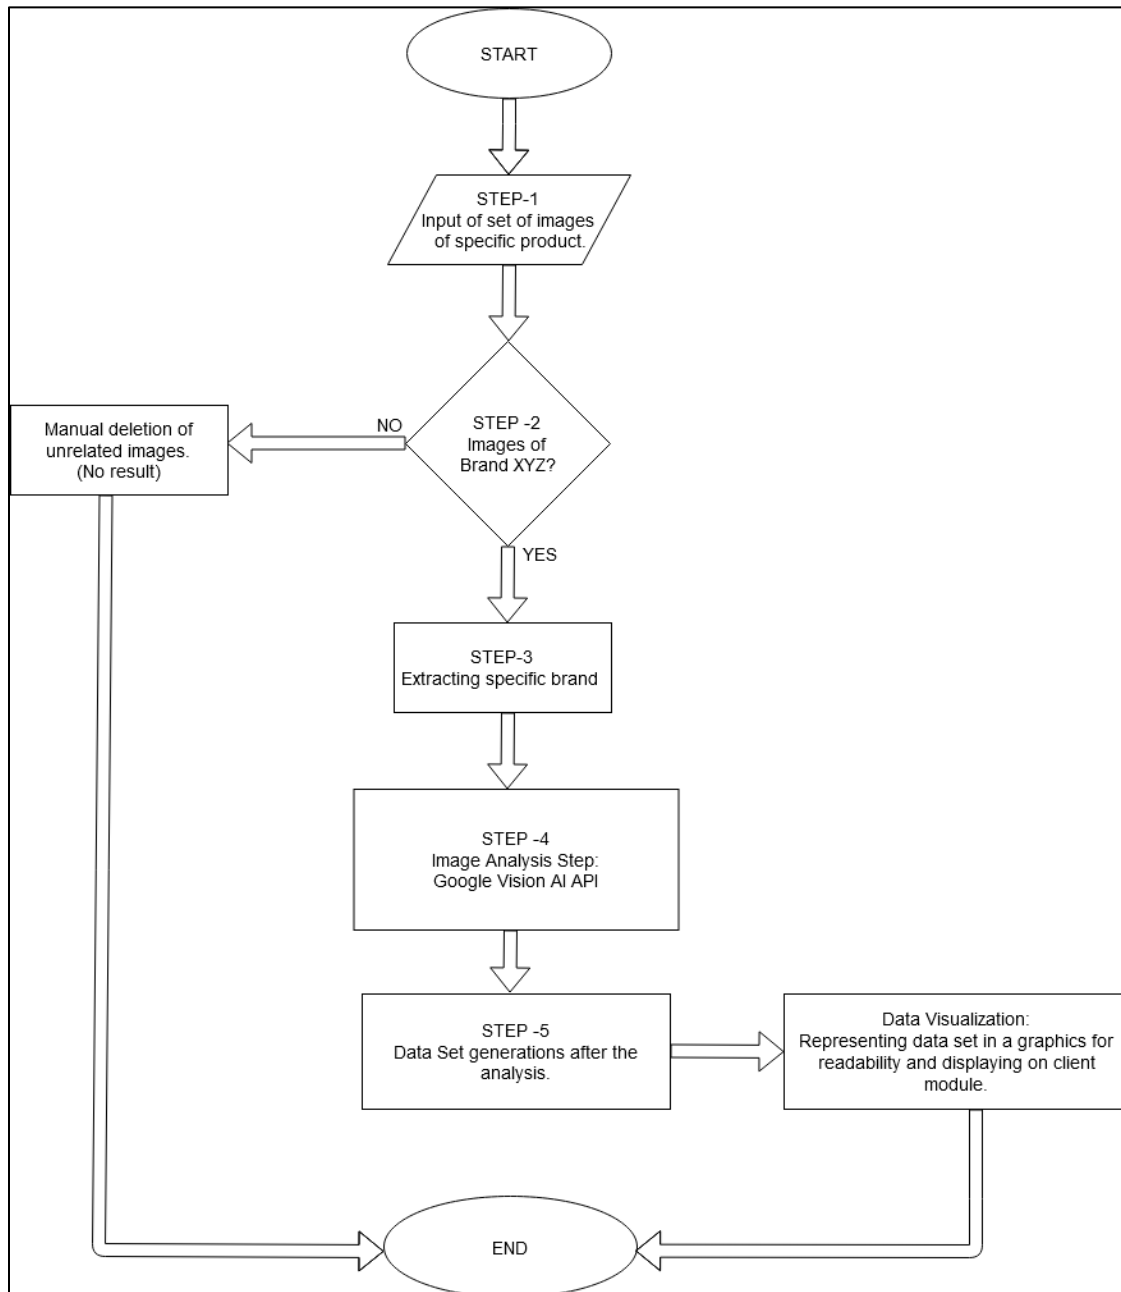 START
STEP-1
Input of set of images
of specific product.
NO
STEP -2
Images of
Brand XYZ?
Manual deletion of
unrelated images.
(No result)
YES
STEP-3
Extracting specific brand
STEP -4
Image Analysis Step:
Google Vision AI API
STEP -5
Data Set generations after the
analysis.
Data Visualization:
Representing data set in a graphics for
readability and displaying on client
module.
END